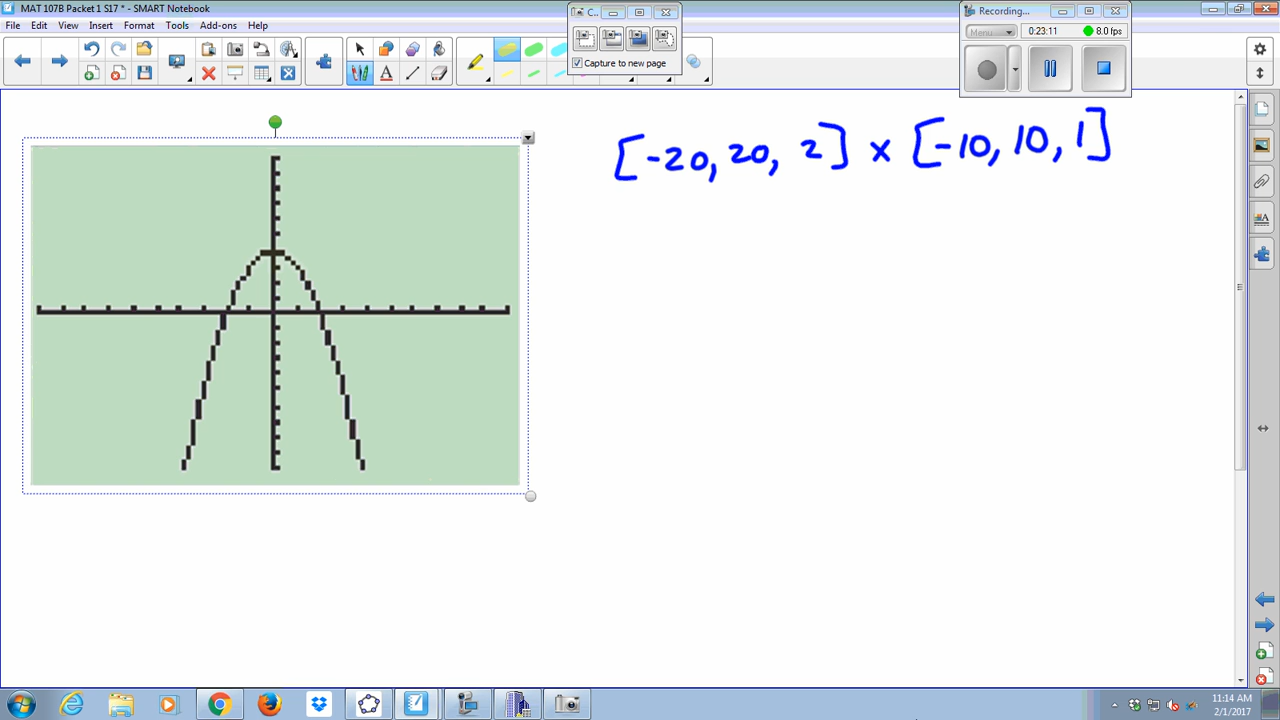 MAT 107B Packet 1 S17 * - SMART Notebook
File Edit View Insert Format Tools Add-ons Help
C...
Capture to new page
Recording...
Menu
0:23:11
8.0 fps
[-20, 20, 2] x [-10, 10, 1]
11:14 AM
2/1/2017